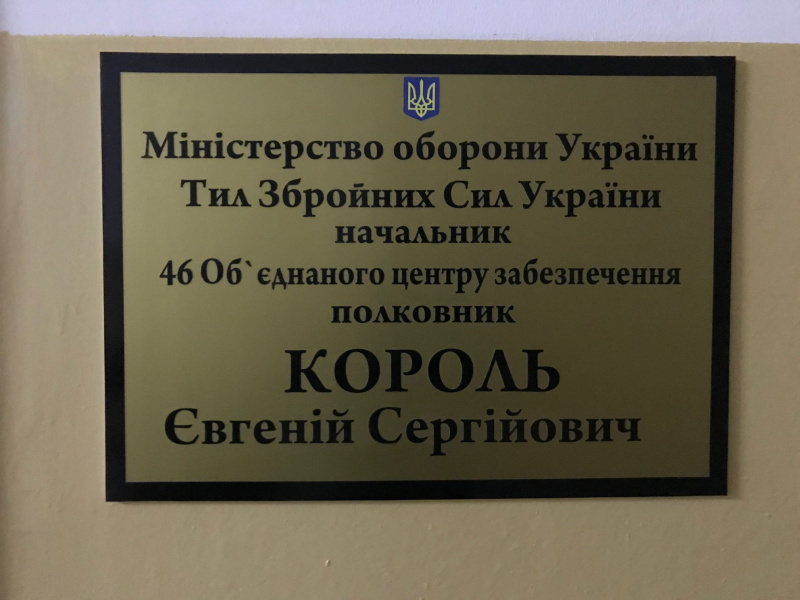 Міністерство оборони України
Тил Збройних Сил України
начальник
46 Об`єднаного центру забезпечення
полковник
КОРОЛЬ
Євгеній Сергійович